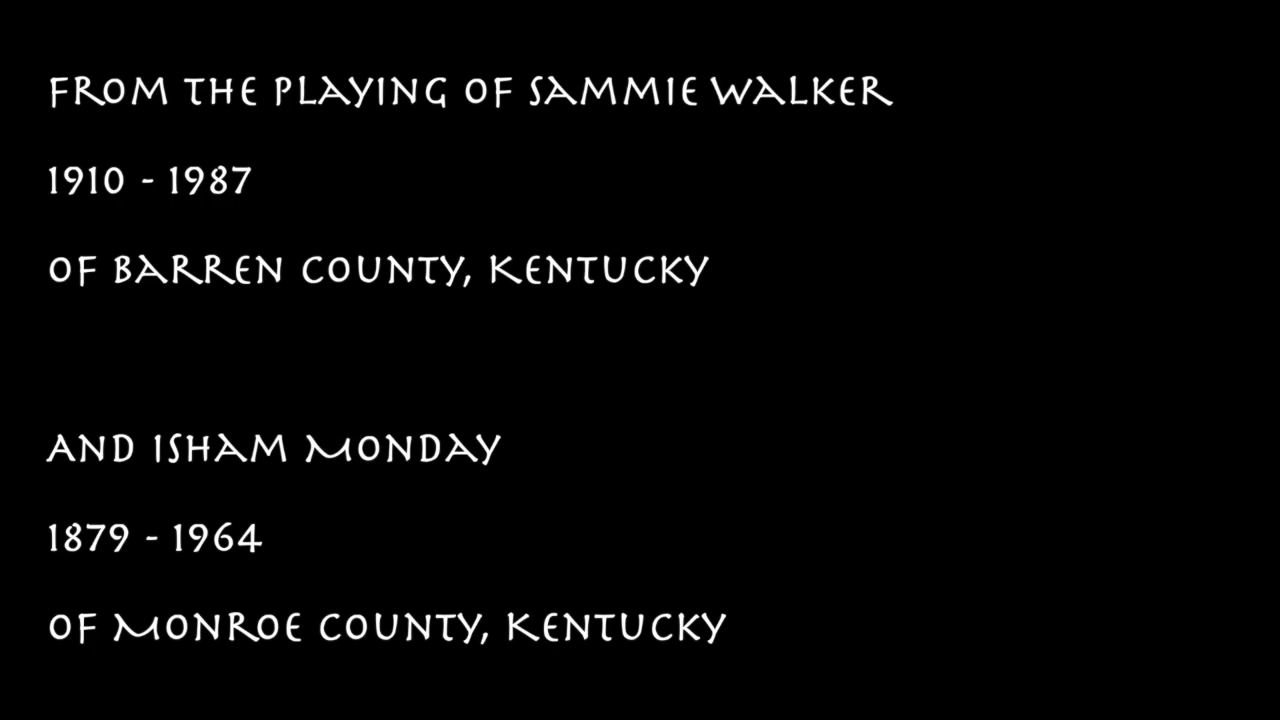 From the playing of Sammie Walker
1910 - 1987
of Barren County, Kentucky
And Isham Monday
1879 - 1964
of Monroe County, Kentucky